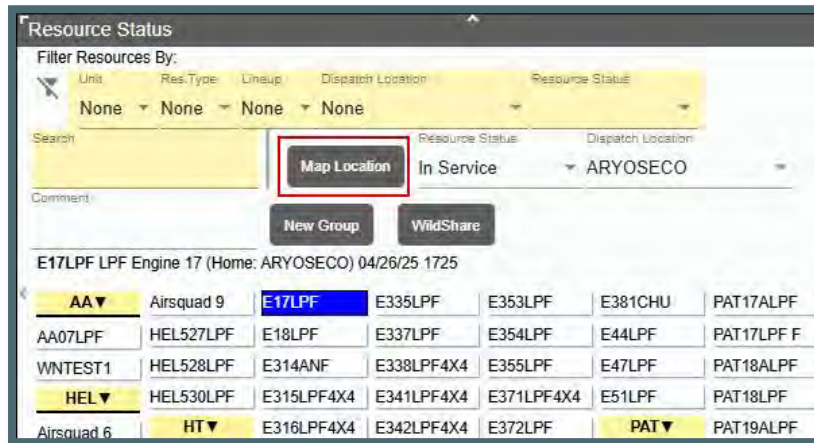 Resource Status
Filter Resources By:
Unit Res.Type Lineup Dispatch Location Resource Status
None None None None
Search Resource Status Dispatch Location
Map Location In Service ARYOSECO
Comment
New Group WildShare
E17LPF LPF Engine 17 (Home: ARYOSECO) 04/26/25 1725
AA▼ Airsquad 9 E17LPF E335LPF E353LPF E381CHU PAT17ALPF
AA07LPF HEL527LPF E18LPF E337LPF E354LPF E44LPF PAT17LPF F
WNTEST1 HEL528LPF E314ANF E338LPF4X4 E355LPF E47LPF PAT18ALPF
HEL▼ HEL530LPF E315LPF4X4 E341LPF4X4 E371LPF4X4 E51LPF PAT18LPF
Airsquad 6 HT▼ E316LPF4X4 E342LPF4X4 E372LPF PAT▼ PAT19ALPF